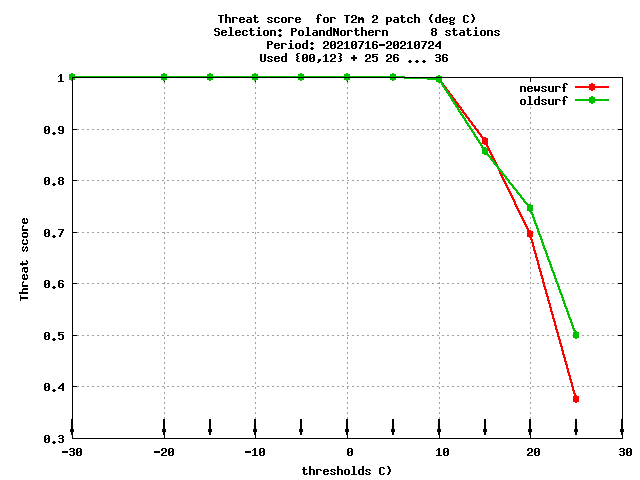 Threat score  for T2m 2 patch (deg C)
Selection: PolandNorthern      8 stations
Period: 20210716-20210724
Used {00,12} + 25 26 ... 36
newsurf
oldsurf
1
0.9
0.8
0.7
0.6
0.5
0.4
0.3
Threat score
-30 -20 -10 0 10 20 30
thresholds C)